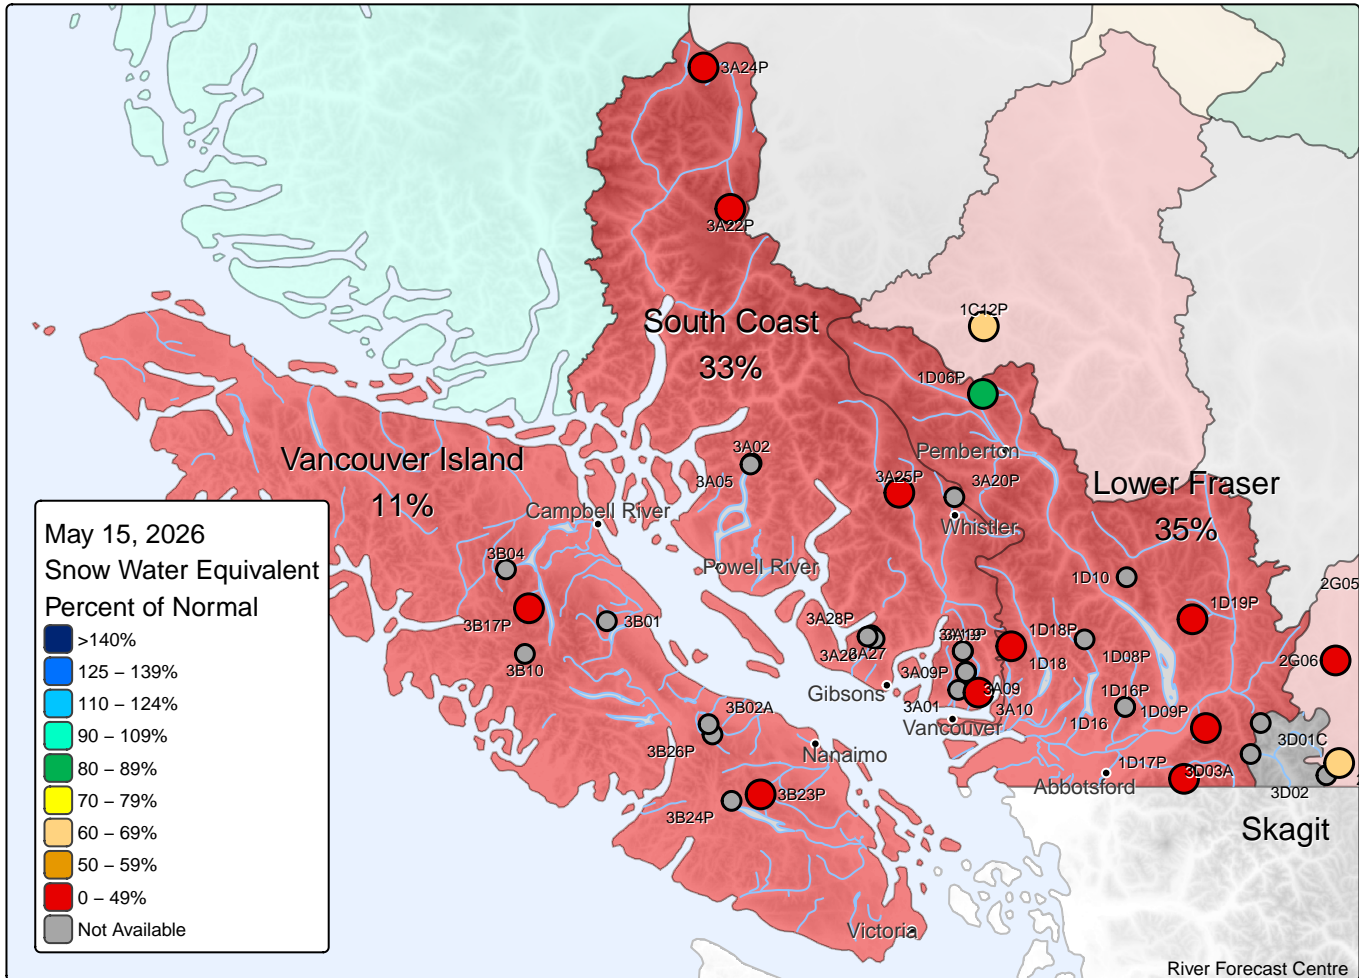 3A24P
3A22P
1C12P
South Coast
33%
1D06P
3A02
3A05
Vancouver Island
11%
Pemberton
3A25P
3A20P
Lower Fraser
35%
Campbell River
Whistler
Powell River
3B04
1D10
2G05
3B17P
3B01
3A28P
1D19P
3A27
1D18P
3B10
1D18
1D08P
2G06
3A09P
Gibsons
3A09
1D16P
3A01
3A10
1D16
1D09P
3B02A
Vancouver
3B26P
Nanaimo
3D01C
1D17P
3D03A
Abbotsford
3B23P
3D02
3B24P
Skagit
Victoria
May 15, 2026
Snow Water Equivalent
Percent of Normal
>140%
125 – 139%
110 – 124%
90 – 109%
80 – 89%
70 – 79%
60 – 69%
50 – 59%
0 – 49%
Not Available
River Forecast Centre